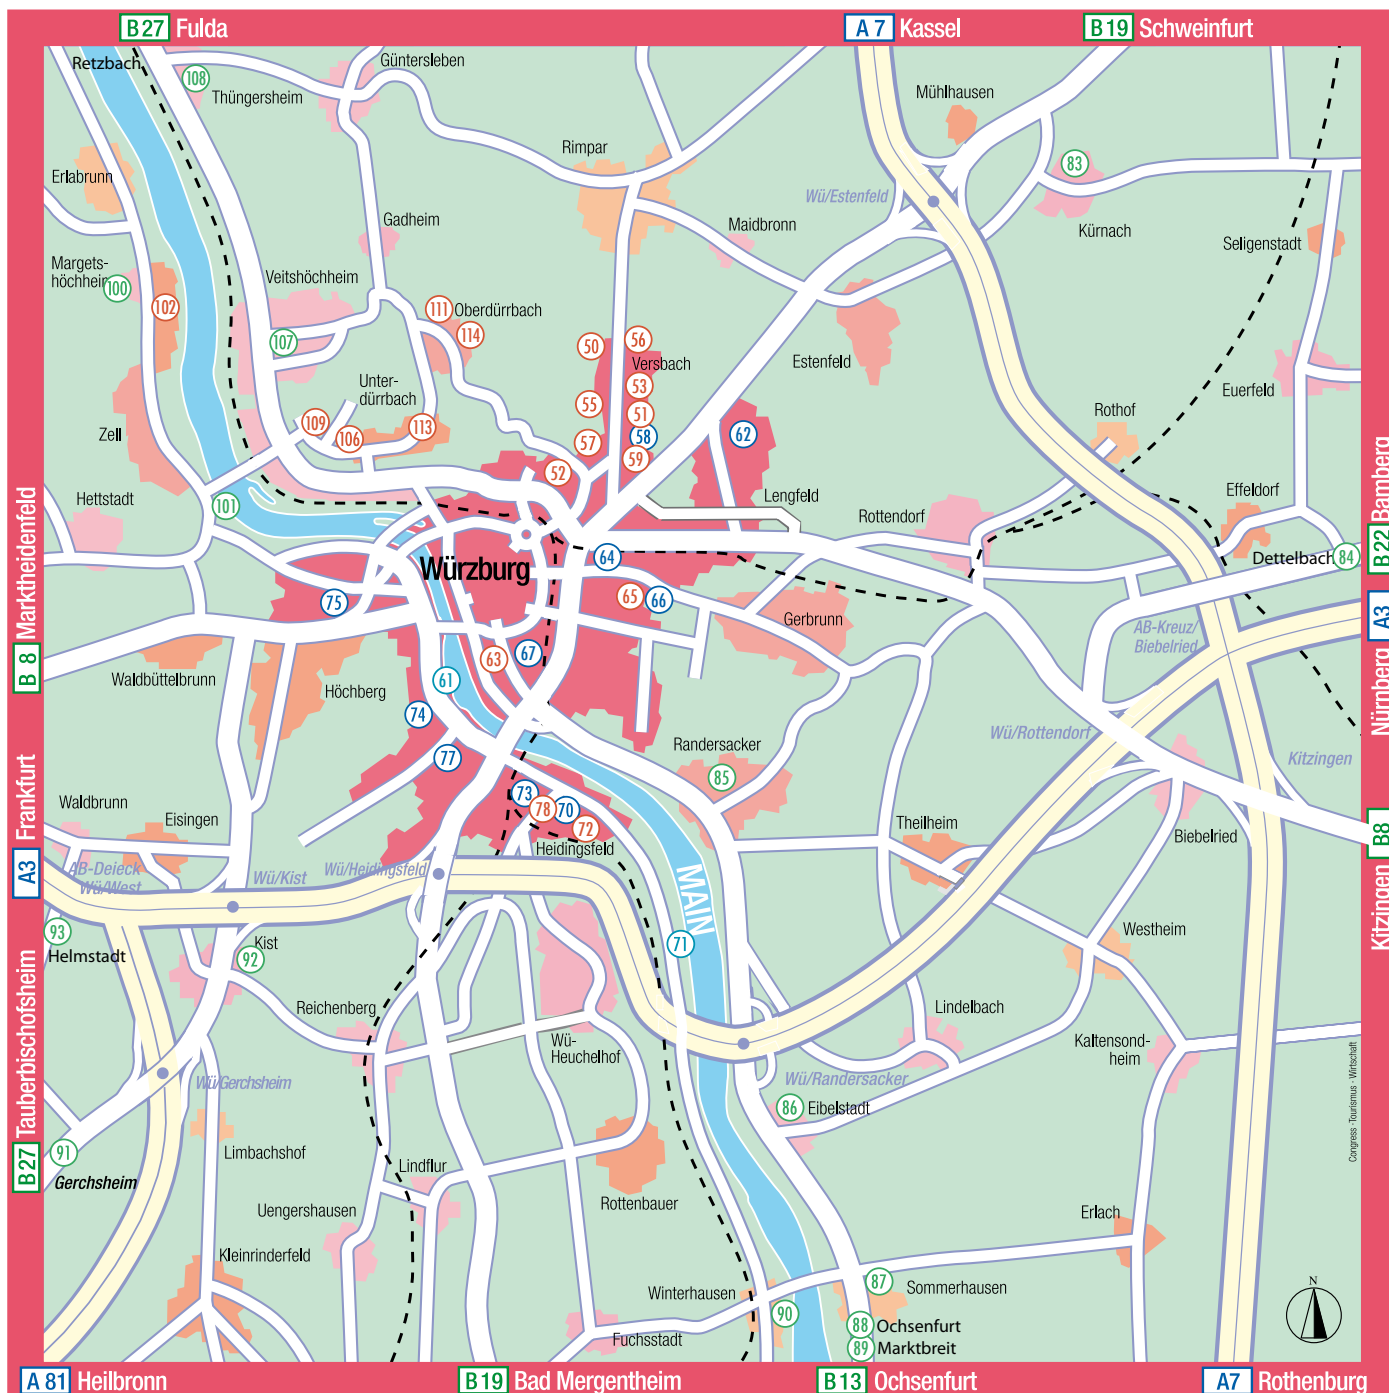 B27 Fulda
A 7 Kassel
B19 Schweinfurt
Retzbach
108
Thüngersheim
Güntersleben
Mühlhausen
Rimpar
83
Erlabrunn
Wü/Estenfeld
Gadheim
Maidbronn
Kürnach
Seligenstadt
Margets-
höchheim
100
Veitshöchheim
102
111
Oberdürrbach
114
107
50
56
Versbach
Estenfeld
Unter-
dürrbach
53
Euerfeld
55
51
Rothof
109
106
113
58
62
57
Zell
59
52
Hettstadt
101
Lengfeld
Rottendorf
Effeldorf
Würzburg
64
Dettelbach
84
75
65
66
Gerbrunn
AB-Kreuz/
Biebelried
63
67
Waldbüttelbrunn
Höchberg
61
74
77
Randersacker
85
Wü/Rottendorf
Kitzingen
73
78
70
72
Heidingsfeld
Waldbrunn
Eisingen
Theilheim
Biebelried
AB-Deieck
Wü/West
Wü/Kist
Wü/Heidingsfeld
MAIN
93
Helmstadt
Kist
92
71
Westheim
Reichenberg
Lindelbach
Wü-
Heuchelhof
Kaltensond-
heim
Wü/Gerchsheim
Wü/Randersacker
86
Eibelstadt
Limbachshof
91
Gerchsheim
Lindflur
Rottenbauer
Uengershausen
Erlach
Kleinrinderfeld
Winterhausen
87
Sommerhausen
90
Fuchsstadt
88
Ochsenfurt
89
Marktbreit
N
Congress · Tourismus · Wirtschaft
B 8 Marktheidenfeld
A3 Frankfurt
B27 Tauberbischofsheim
B22 Bamberg
A3 Nürnberg
B8 Kitzingen
A 81 Heilbronn
B19 Bad Mergentheim
B13 Ochsenfurt
A7 Rothenburg